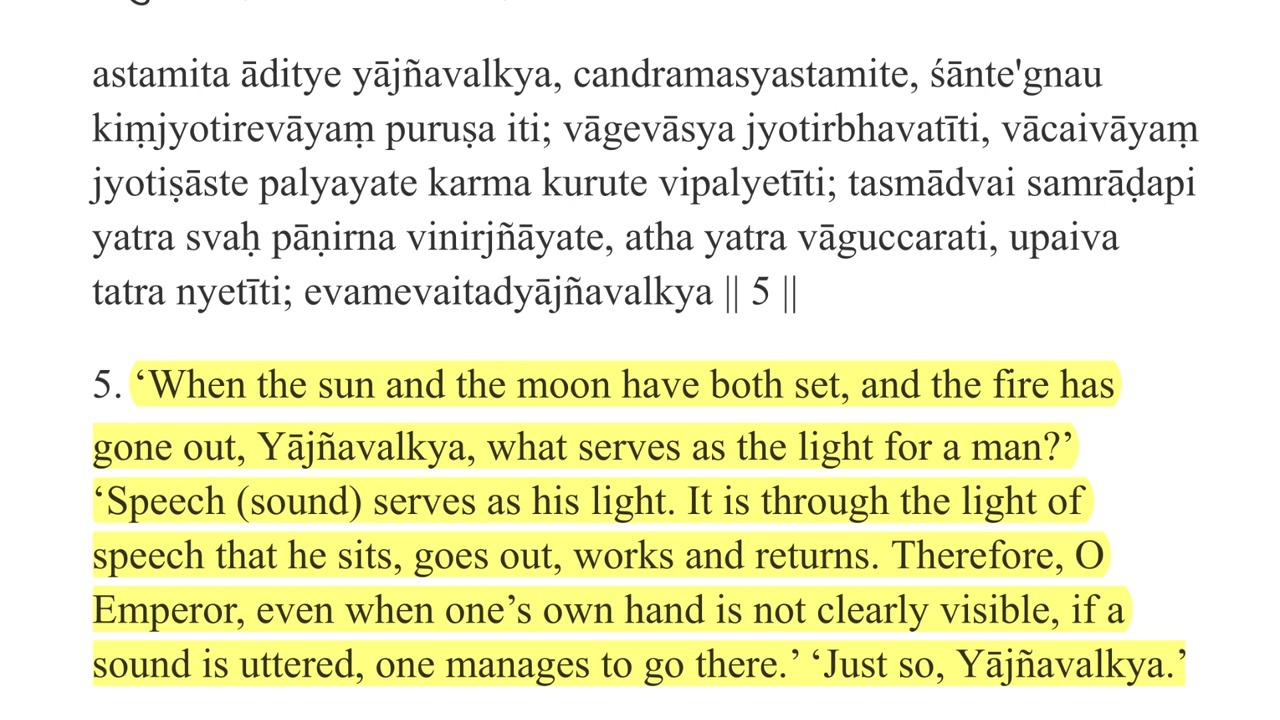 astamita āditye yājñavalkya, candramasyastamite, śānte'gnau
kiṃjyotirevāyaṃ puruṣa iti; vāgevāsya jyotirbhavatīti, vācaivāyaṃ
jyotiṣāste palyayate karma kurute vipalyetīti; tasmādvai samrāḍapi
yatra svaḥ pāṇirna vinirjñāyate, atha yatra vāguccarati, upaiva
tatra nyetīti; evamevaitadyājñavalkya || 5 ||
5. ‘When the sun and the moon have both set, and the fire has
gone out, Yājñavalkya, what serves as the light for a man?’
‘Speech (sound) serves as his light. It is through the light of
speech that he sits, goes out, works and returns. Therefore, O
Emperor, even when one’s own hand is not clearly visible, if a
sound is uttered, one manages to go there.’ ‘Just so, Yājñavalkya.’